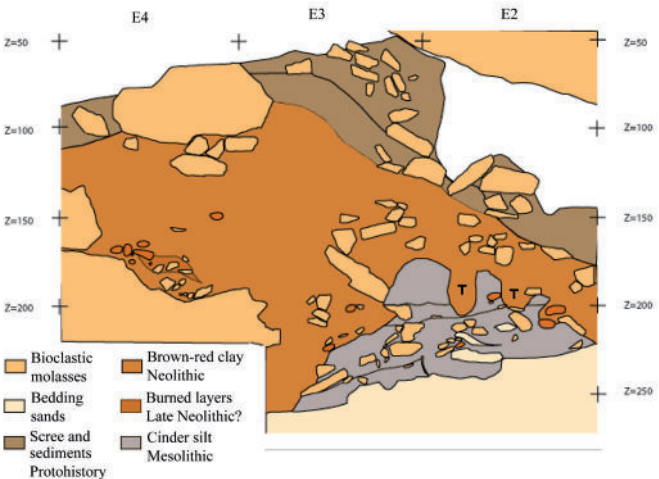 E4 E3 E2
Z=50 Z=50
Z=100 Z=100
Z=150 Z=150
T T
Z=200 Z=200
Z=250
Bioclastic molasses
Bedding sands
Scree and sediments Protohistory
Brown-red clay Neolithic
Burned layers Late Neolithic?
Cinder silt Mesolithic